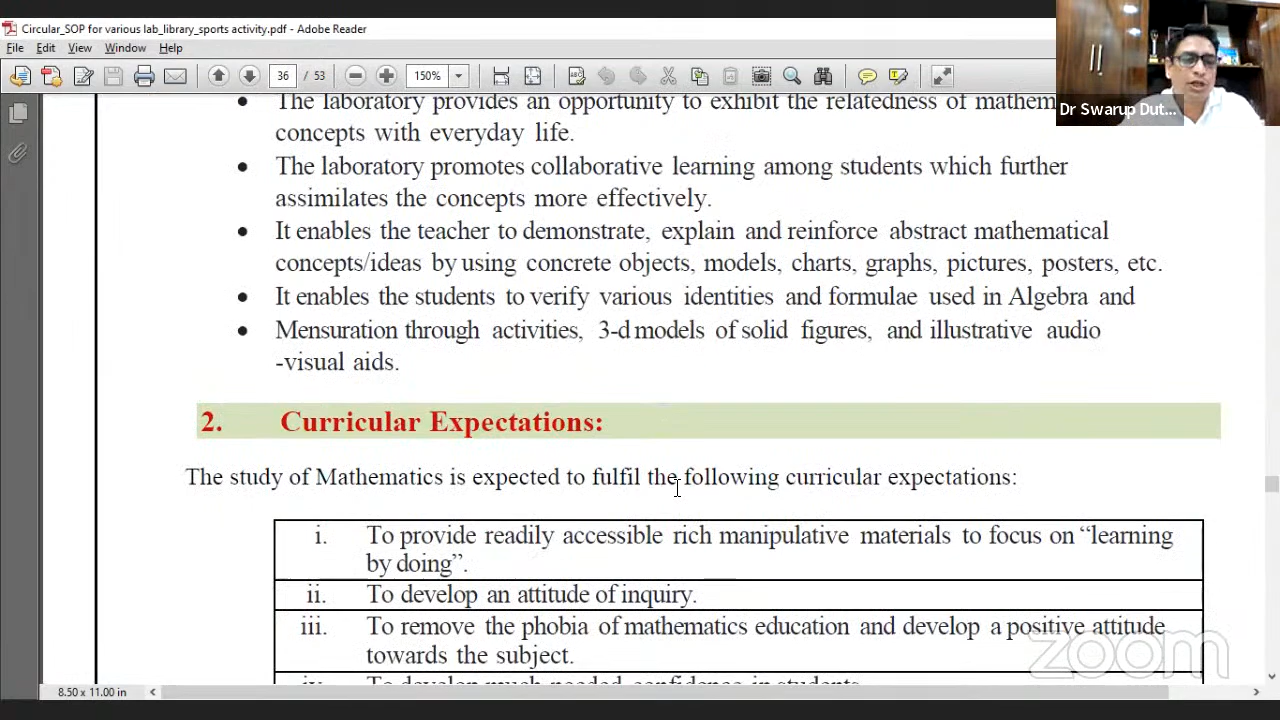 Circular_SOP for various lab_library_sports activity.pdf - Adobe Reader
File Edit View Window Help
36 / 53 150%
Dr Swarup Dut...
The laboratory provides an opportunity to exhibit the relatedness of
concepts with everyday life.
• The laboratory promotes collaborative learning among students which further
assimilates the concepts more effectively.
• It enables the teacher to demonstrate, explain and reinforce abstract mathematical
concepts/ideas by using concrete objects, models, charts, graphs, pictures, posters, etc.
• It enables the students to verify various identities and formulae used in Algebra and
• Mensuration through activities, 3-d models of solid figures, and illustrative audio
-visual aids.
2. Curricular Expectations:
The study of Mathematics is expected to fulfil the following curricular expectations:
i. To provide readily accessible rich manipulative materials to focus on “learning
by doing”.
ii. To develop an attitude of inquiry.
iii. To remove the phobia of mathematics education and develop a positive attitude
towards the subject.
iv. To develop much needed confidence in students
zoom
8.50 x 11.00 in